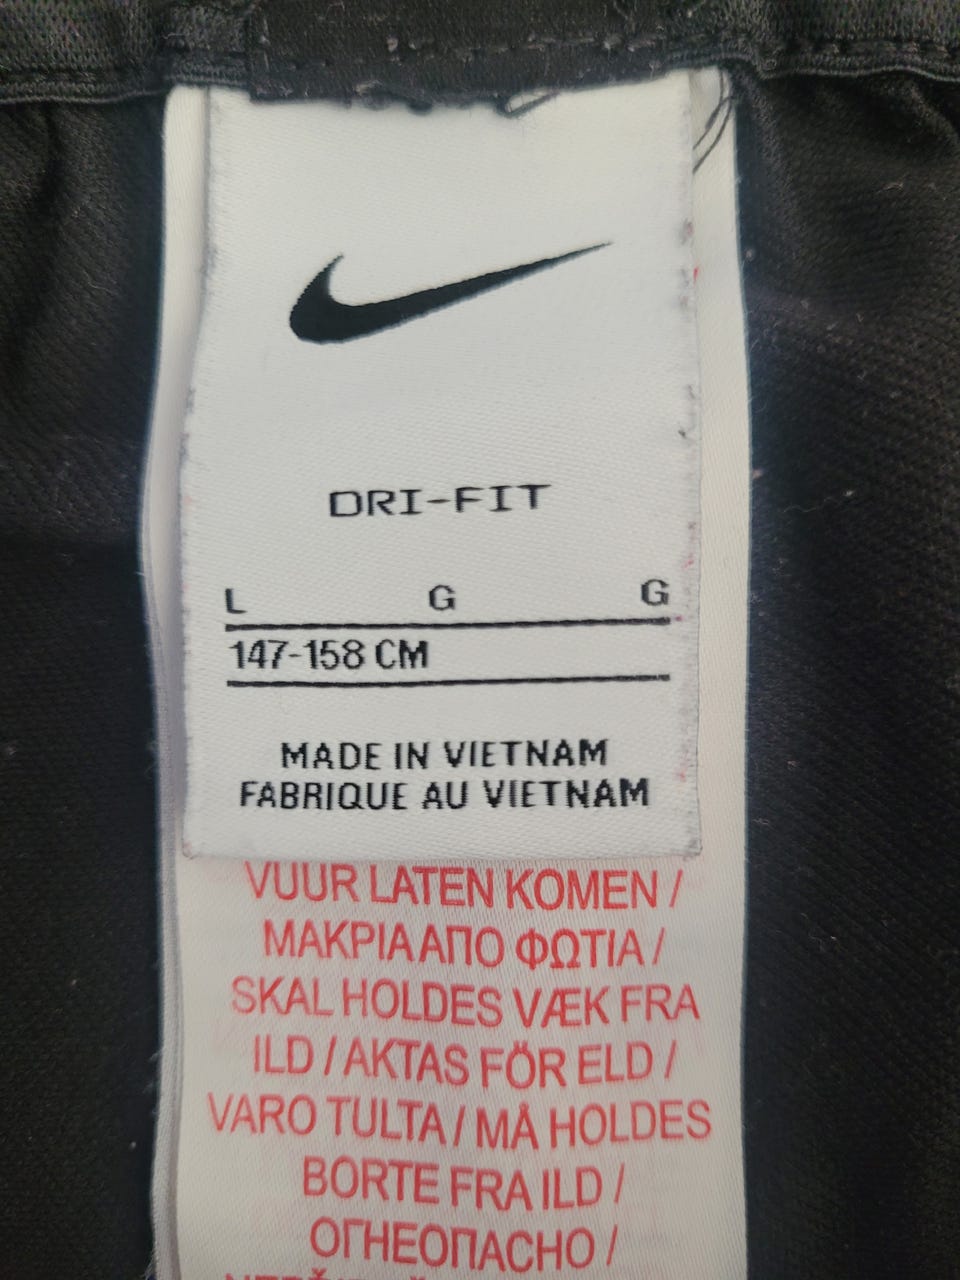 DRI-FIT
L G G
147-158 CM
MADE IN VIETNAM
FABRIQUE AU VIETNAM
VUUR LATEN KOMEN /
ΜΑΚΡΙΑ ΑΠΟ ΦΩΤΙΑ /
SKAL HOLDES VÆK FRA
ILD / AKTAS FÖR ELD /
VARO TULTA / MÅ HOLDES
BORTE FRA ILD /
ОГНЕОПАСНО /